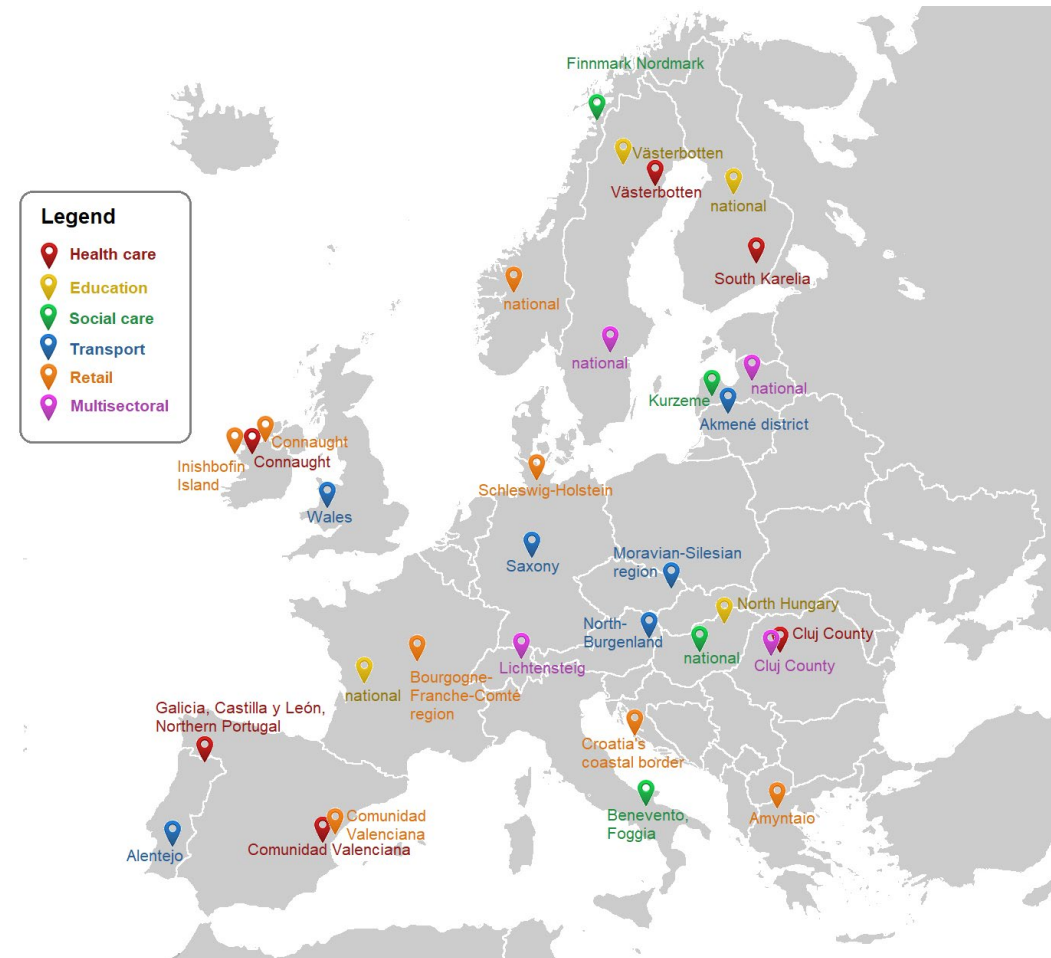 Finnmark Nordmark
Västerbotten
Västerbotten
national
Legend
Health care
Education
Social care
Transport
Retail
Multisectoral
South Karelia
national
national
national
Kurzeme
Akmené district
Connaught
Connaught
Inishbofin
Island
Schleswig-Holstein
Wales
Saxony
Moravian-Silesian
region
North Hungary
North-
Burgenland
national
Cluj County
Cluj County
Lichtensteig
national
Bourgogne-
Franche-Comté
region
Galicia, Castilla y León,
Northern Portugal
Croatia's
coastal border
Benevento,
Foggia
Amyntaio
Comunidad
Valenciana
Comunidad Valenciana
Alentejo